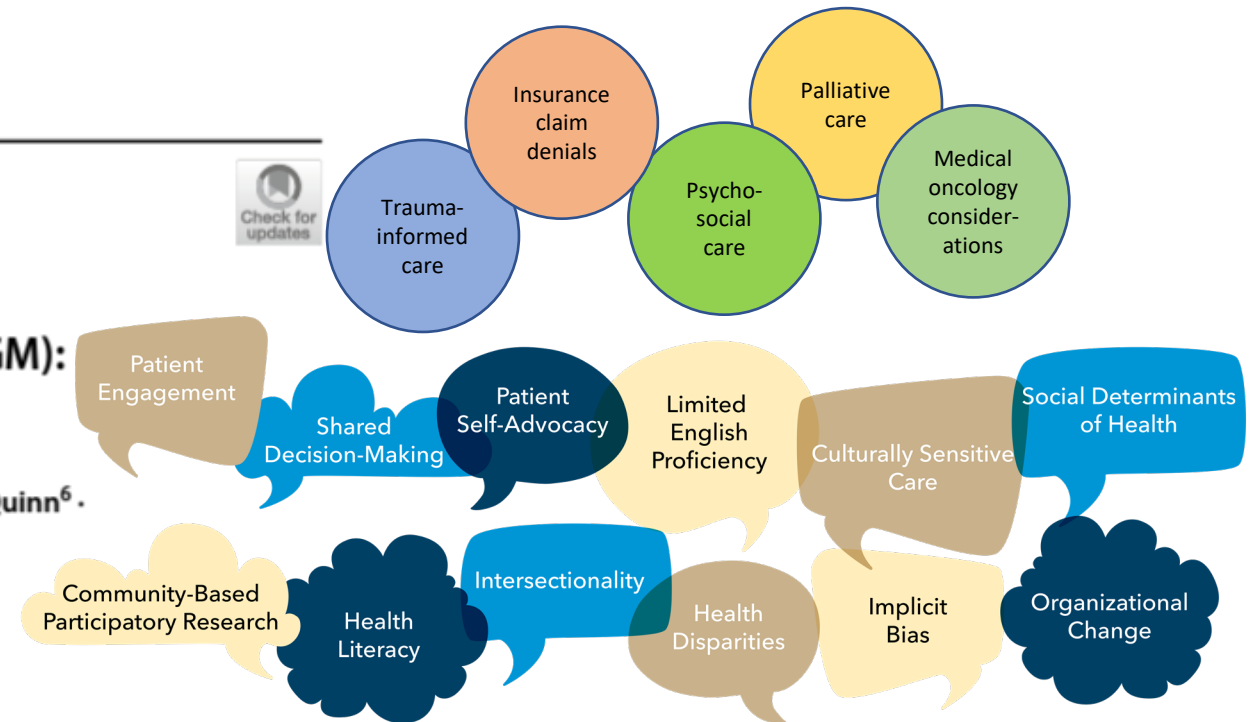 Insurance
claim
denials
Palliative
care
Trauma-
informed
care
Psycho-
social
care
Medical
oncology
consider-
ations
Check for
updates
GM):
Quinn6 ·
Patient
Engagement
Shared
Decision-Making
Patient
Self-Advocacy
Limited
English
Proficiency
Culturally Sensitive
Care
Social Determinants
of Health
Community-Based
Participatory Research
Health
Literacy
Intersectionality
Health
Disparities
Implicit
Bias
Organizational
Change